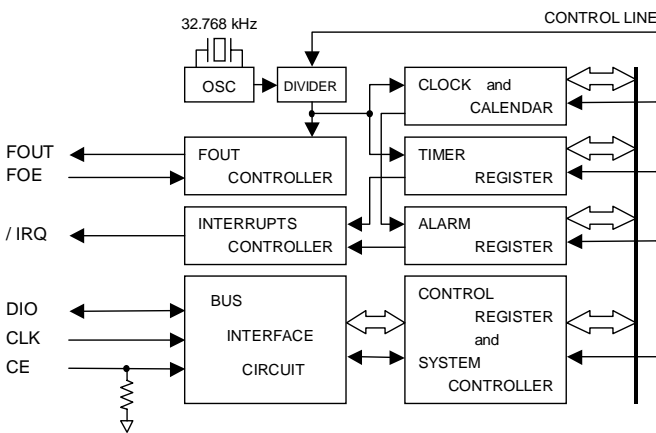 CONTROL LINE
32.768 kHz
OSC
DIVIDER
CLOCK and
CALENDAR
FOUT
FOE
FOUT
CONTROLLER
TIMER
REGISTER
/ IRQ
INTERRUPTS
CONTROLLER
ALARM
REGISTER
DIO
CLK
CE
BUS
INTERFACE
CIRCUIT
CONTROL
REGISTER
and
SYSTEM
CONTROLLER